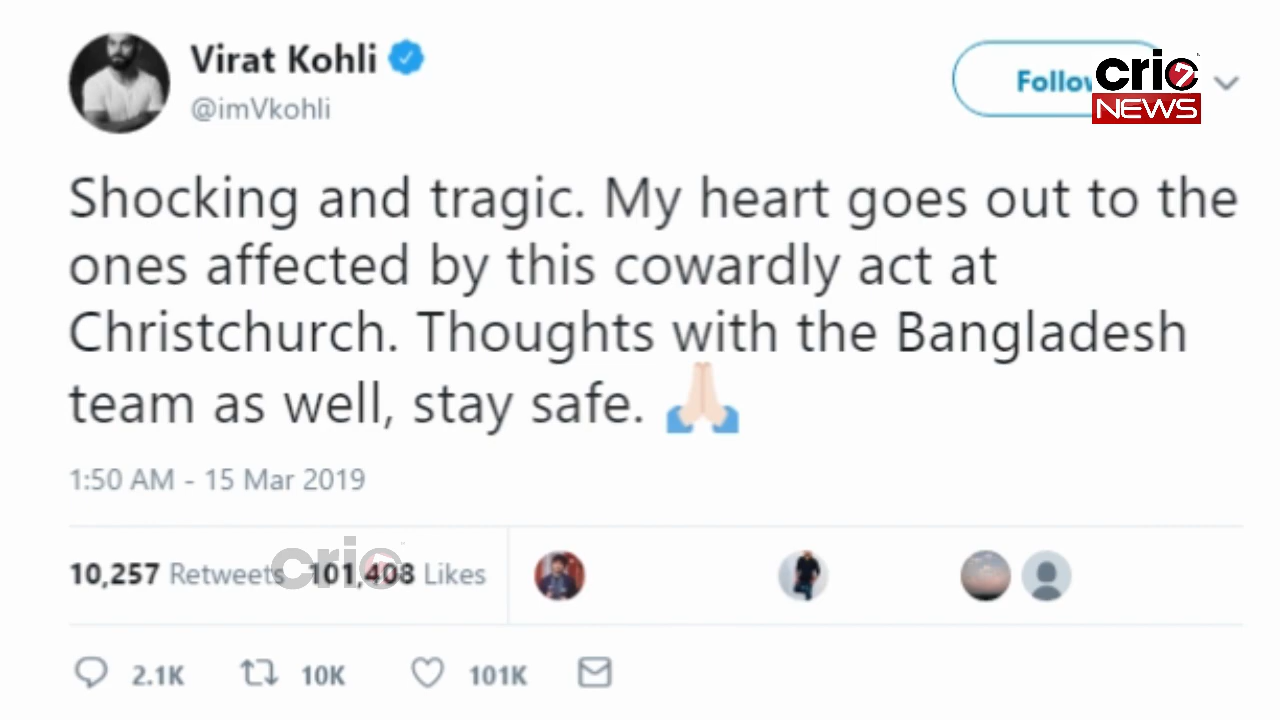 Virat Kohli
@imVkohli
cric7
NEWS
Shocking and tragic. My heart goes out to the
ones affected by this cowardly act at
Christchurch. Thoughts with the Bangladesh
team as well, stay safe. 🙏🏻
1:50 AM - 15 Mar 2019
10,257 Retweets 101,408 Likes
2.1K 10K 101K